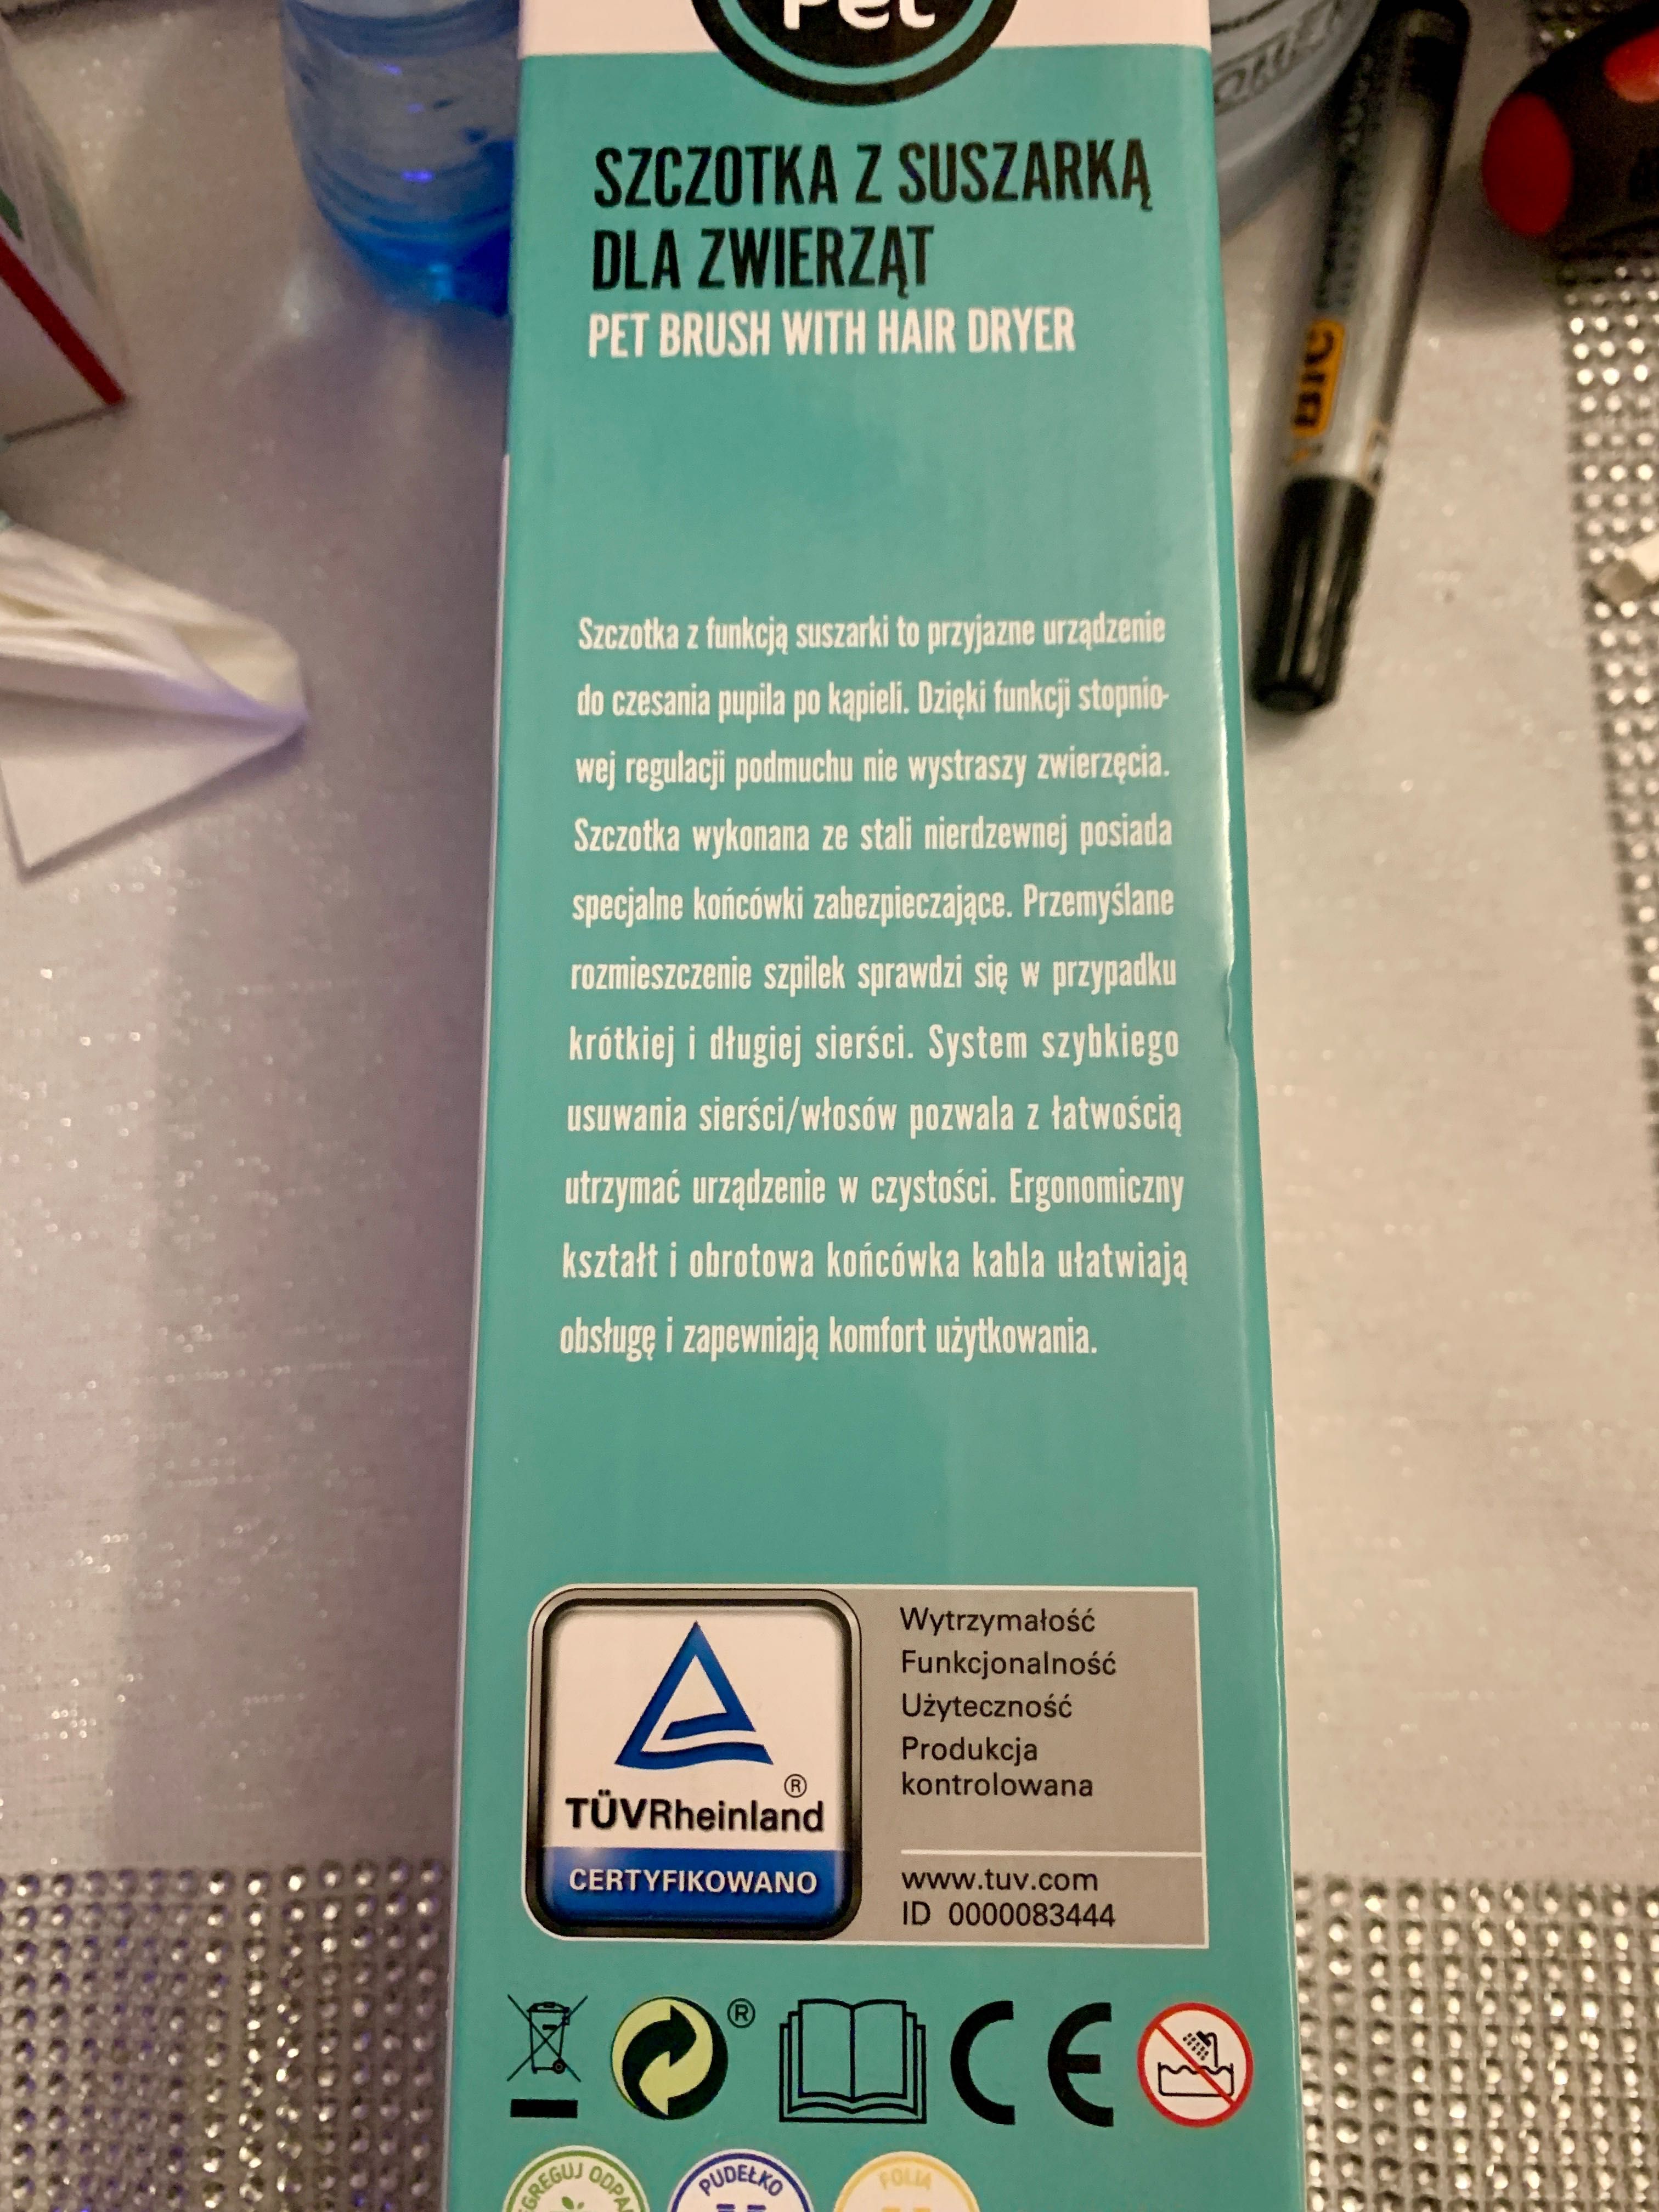 Pet
SZCZOTKA Z SUSZARKĄ
DLA ZWIERZĄT
PET BRUSH WITH HAIR DRYER
BIC
Szczotka z funkcją suszarki to przyjazne urządzenie
do czesania pupila po kąpieli. Dzięki funkcji stopnio-
wej regulacji podmuchu nie wystraszy zwierzęcia.
Szczotka wykonana ze stali nierdzewnej posiada
specjalne końcówki zabezpieczające. Przemyślane
rozmieszczenie szpilek sprawdzi się w przypadku
krótkiej i długiej sierści. System szybkiego
usuwania sierści/włosów pozwala z łatwością
utrzymać urządzenie w czystości. Ergonomiczny
kształt i obrotowa końcówka kabla ułatwiają
obsługę i zapewniają komfort użytkowania.
®
TÜVRheinland
CERTYFIKOWANO
Wytrzymałość
Funkcjonalność
Użyteczność
Produkcja
kontrolowana
www.tuv.com
ID 0000083444
®
CE
PUDEŁKO
FOLIA